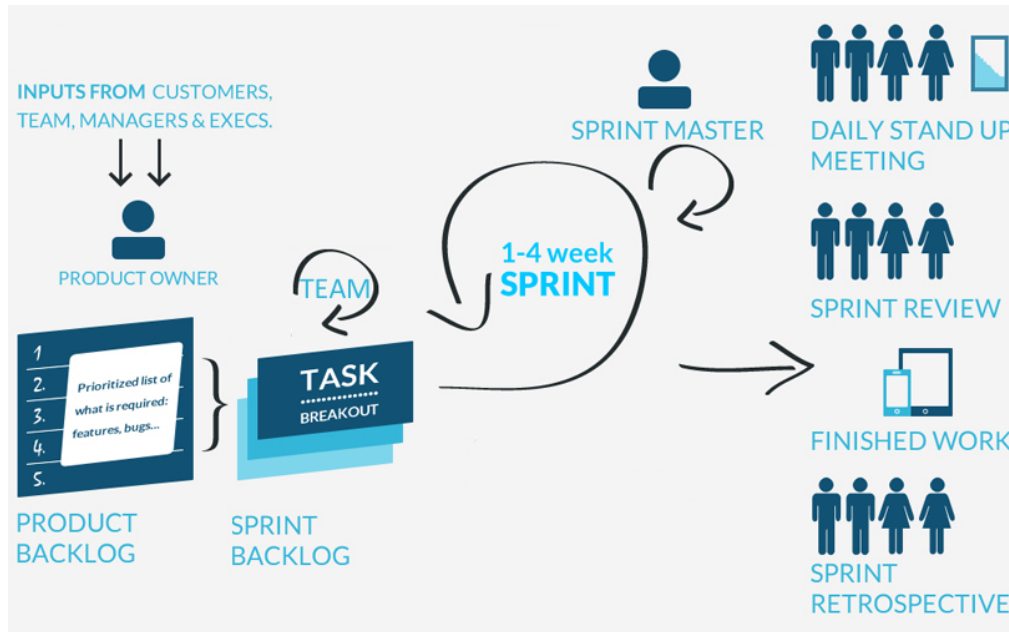 INPUTS FROM CUSTOMERS,
TEAM, MANAGERS & EXECS.
PRODUCT OWNER
1
2.
3.
4.
5.
Prioritized list of
what is required:
features, bugs...
PRODUCT
BACKLOG
TEAM
TASK
BREAKOUT
SPRINT
BACKLOG
1-4 week
SPRINT
SPRINT MASTER
DAILY STAND UP
MEETING
SPRINT REVIEW
FINISHED WORK
SPRINT
RETROSPECTIVE